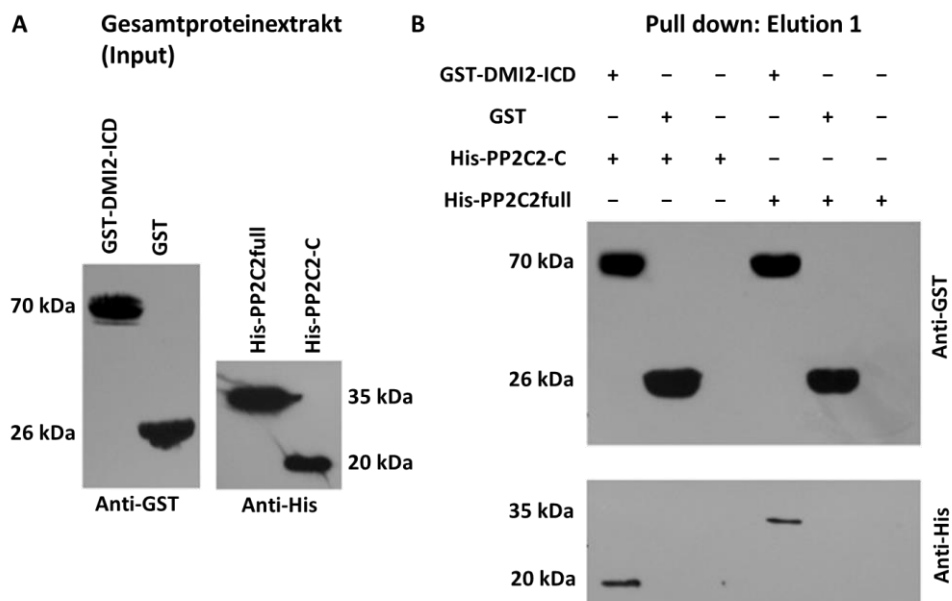 A
Gesamtproteinextrakt
(Input)
GST-DMI2-ICD
GST
70 kDa
26 kDa
Anti-GST
His-PP2C2full
His-PP2C2-C
35 kDa
20 kDa
Anti-His
B
Pull down: Elution 1
GST-DMI2-ICD + – – + – –
GST – + – – + –
His-PP2C2-C + + + – – –
His-PP2C2full – – – + + +
70 kDa
26 kDa
Anti-GST
35 kDa
20 kDa
Anti-His